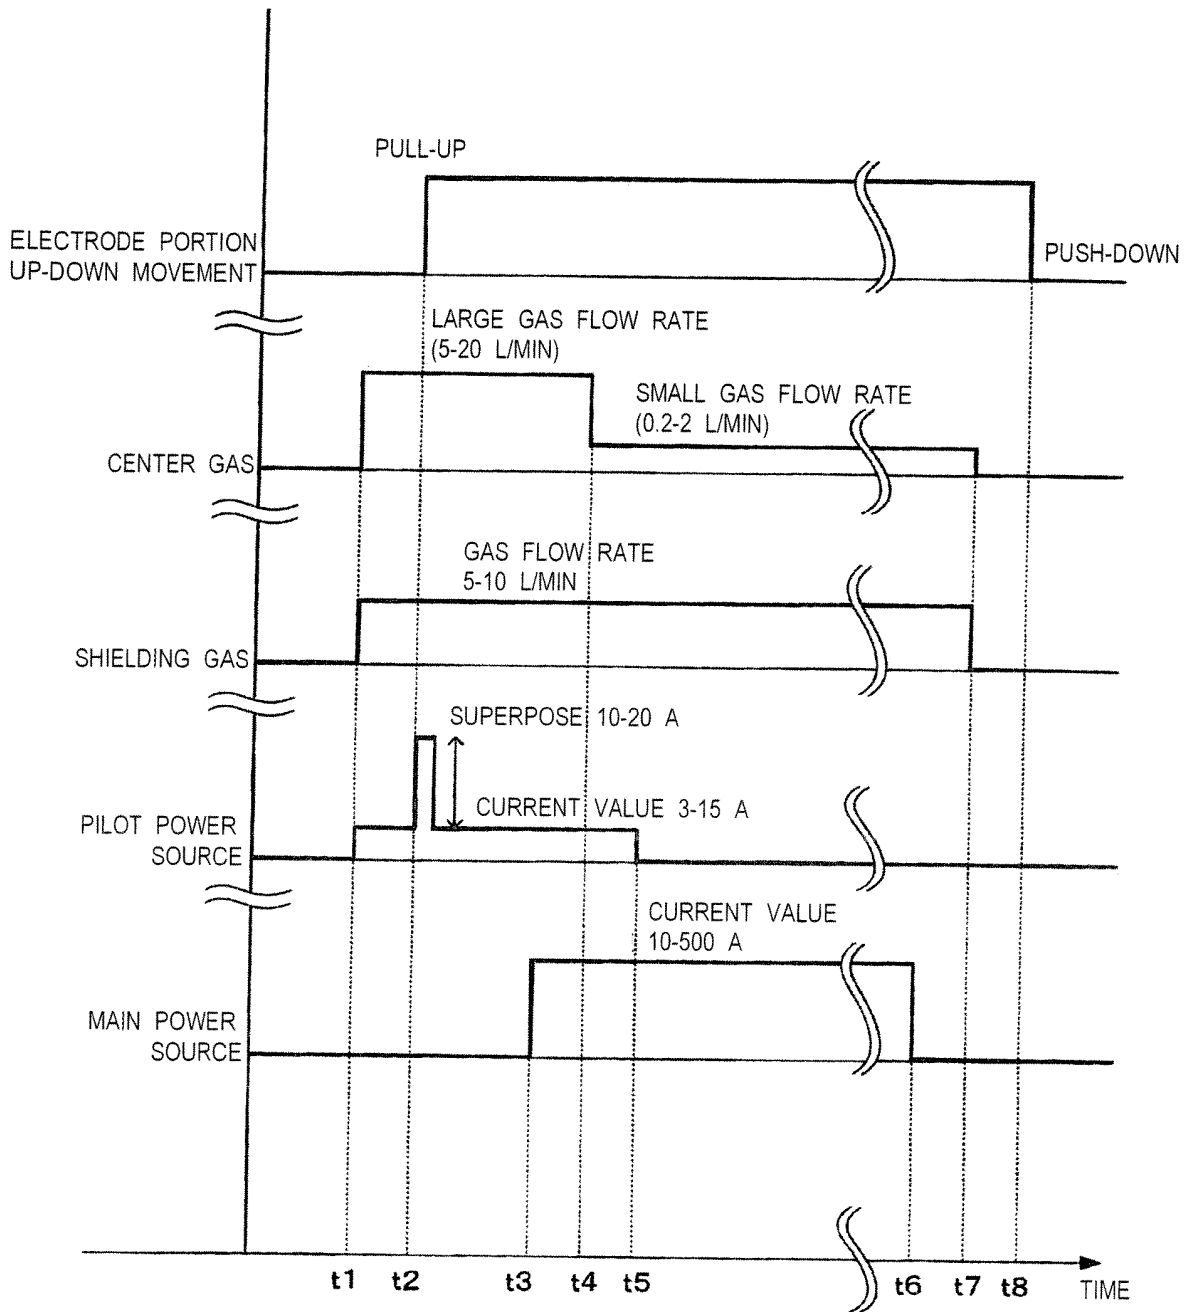 PULL-UP
ELECTRODE PORTION
UP-DOWN MOVEMENT
PUSH-DOWN
LARGE GAS FLOW RATE
(5-20 L/MIN)
SMALL GAS FLOW RATE
(0.2-2 L/MIN)
CENTER GAS
GAS FLOW RATE
5-10 L/MIN
SHIELDING GAS
SUPERPOSE 10-20 A
CURRENT VALUE 3-15 A
PILOT POWER
SOURCE
CURRENT VALUE
10-500 A
MAIN POWER
SOURCE
t1 t2 t3 t4 t5 t6 t7 t8 TIME